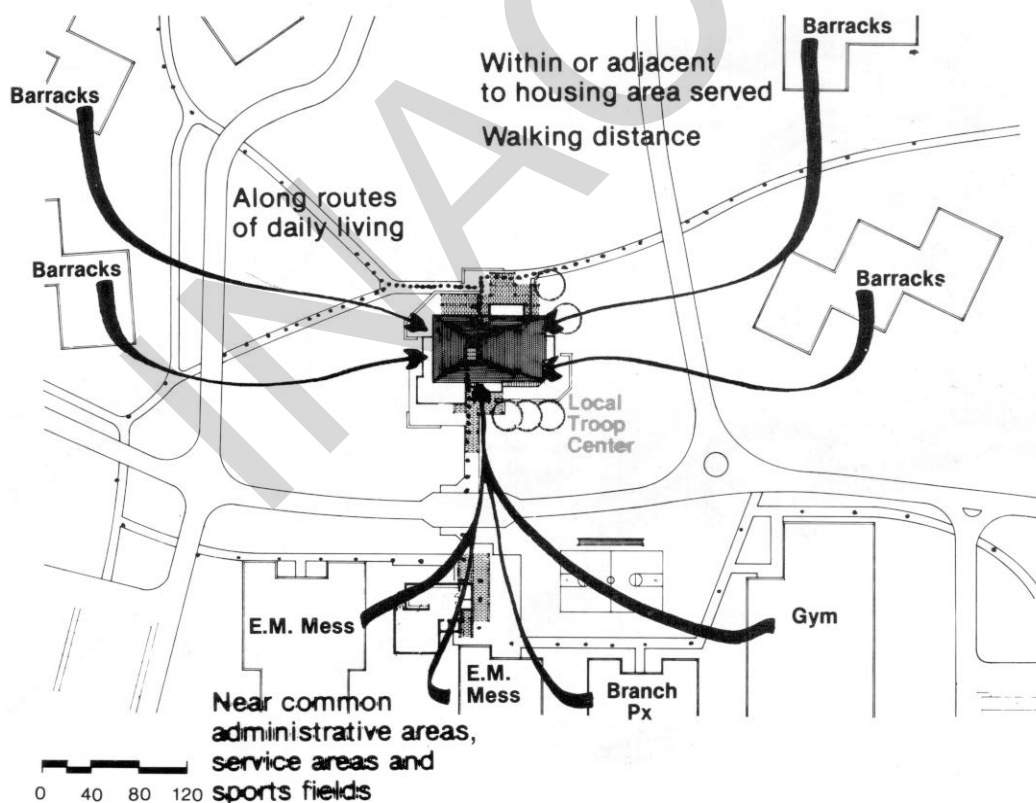 Barracks
Within or adjacent
to housing area served
Walking distance
Barracks
Along routes
of daily living
Barracks
Barracks
Local
Troop
Center
E.M. Mess
E.M.
Mess
Branch
Px
Gym
Near common
administrative areas,
service areas and
sports fields
0 40 80 120